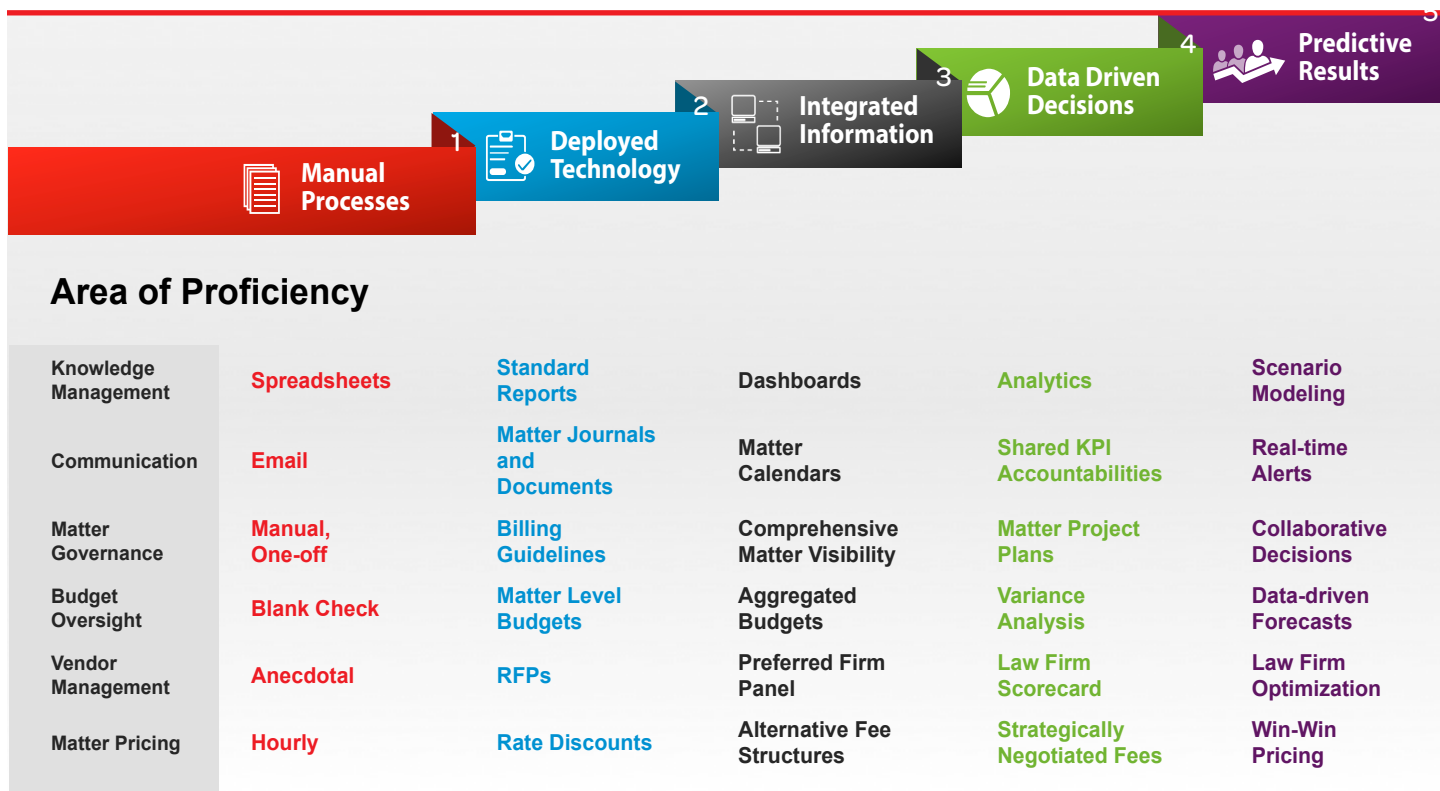 5
Predictive
Results
4
Data Driven
Decisions
3
Integrated
Information
2
Deployed
Technology
1
Manual
Processes
Area of Proficiency
Knowledge
Management
Spreadsheets
Standard
Reports
Dashboards
Analytics
Scenario
Modeling
Communication
Email
Matter Journals
and
Documents
Matter
Calendars
Shared KPI
Accountabilities
Real-time
Alerts
Matter
Governance
Manual,
One-off
Billing
Guidelines
Comprehensive
Matter Visibility
Matter Project
Plans
Collaborative
Decisions
Budget
Oversight
Blank Check
Matter Level
Budgets
Aggregated
Budgets
Variance
Analysis
Data-driven
Forecasts
Vendor
Management
Anecdotal
RFPs
Preferred Firm
Panel
Law Firm
Scorecard
Law Firm
Optimization
Matter Pricing
Hourly
Rate Discounts
Alternative Fee
Structures
Strategically
Negotiated Fees
Win-Win
Pricing